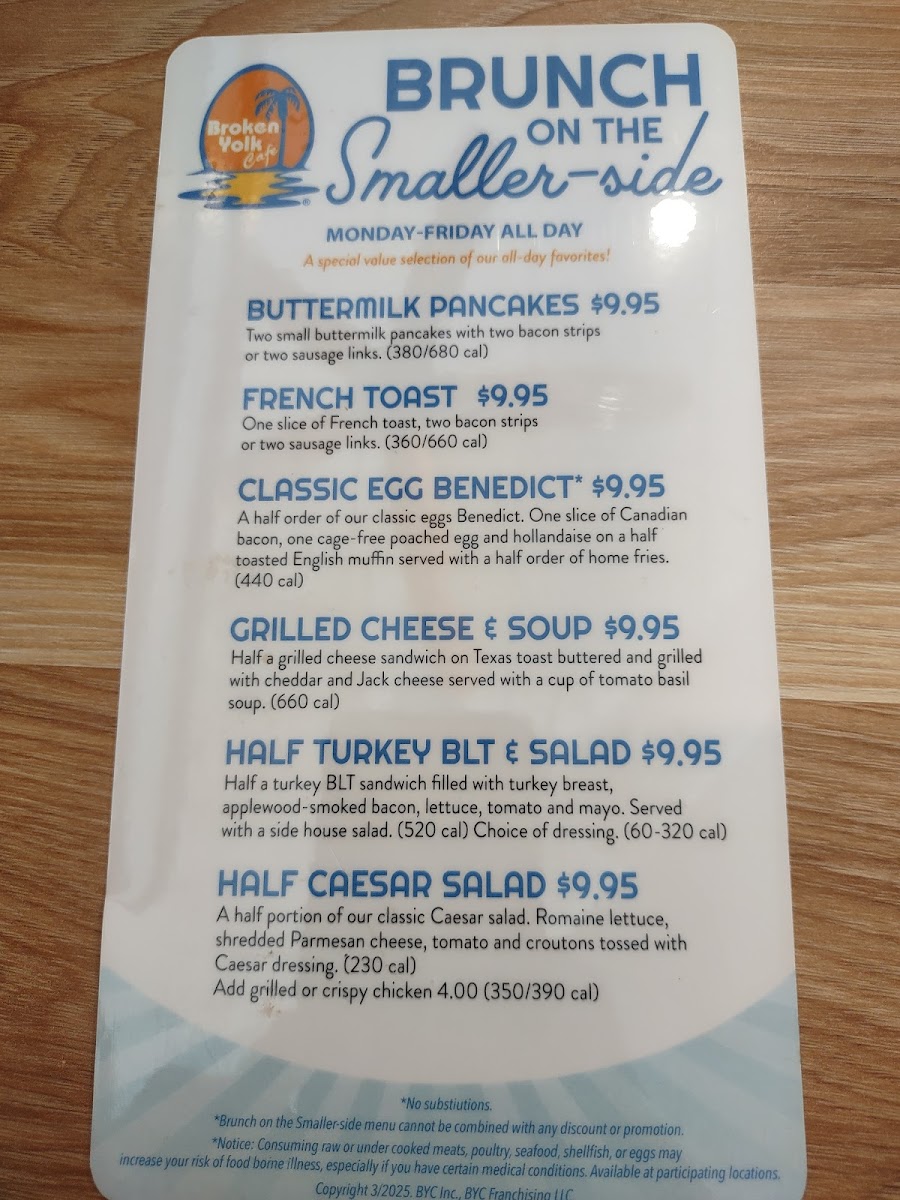 Broken
Yolk
Cafe
®
BRUNCH
ON THE
Smaller-side
MONDAY-FRIDAY ALL DAY
A special value selection of our all-day favorites!
BUTTERMILK PANCAKES $9.95
Two small buttermilk pancakes with two bacon strips
or two sausage links. (380/680 cal)
FRENCH TOAST $9.95
One slice of French toast, two bacon strips
or two sausage links. (360/660 cal)
CLASSIC EGG BENEDICT* $9.95
A half order of our classic eggs Benedict. One slice of Canadian
bacon, one cage-free poached egg and hollandaise on a half
toasted English muffin served with a half order of home fries.
(440 cal)
GRILLED CHEESE & SOUP $9.95
Half a grilled cheese sandwich on Texas toast buttered and grilled
with cheddar and Jack cheese served with a cup of tomato basil
soup. (660 cal)
HALF TURKEY BLT & SALAD $9.95
Half a turkey BLT sandwich filled with turkey breast,
applewood-smoked bacon, lettuce, tomato and mayo. Served
with a side house salad. (520 cal) Choice of dressing. (60-320 cal)
HALF CAESAR SALAD $9.95
A half portion of our classic Caesar salad. Romaine lettuce,
shredded Parmesan cheese, tomato and croutons tossed with
Caesar dressing. (230 cal)
Add grilled or crispy chicken 4.00 (350/390 cal)
*No substiutions.
*Brunch on the Smaller-side menu cannot be combined with any discount or promotion.
*Notice: Consuming raw or under cooked meats, poultry, seafood, shellfish, or eggs may
increase your risk of food borne illness, especially if you have certain medical conditions. Available at participating locations.
Copyright 3/2025. BYC Inc., BYC Franchising LLC